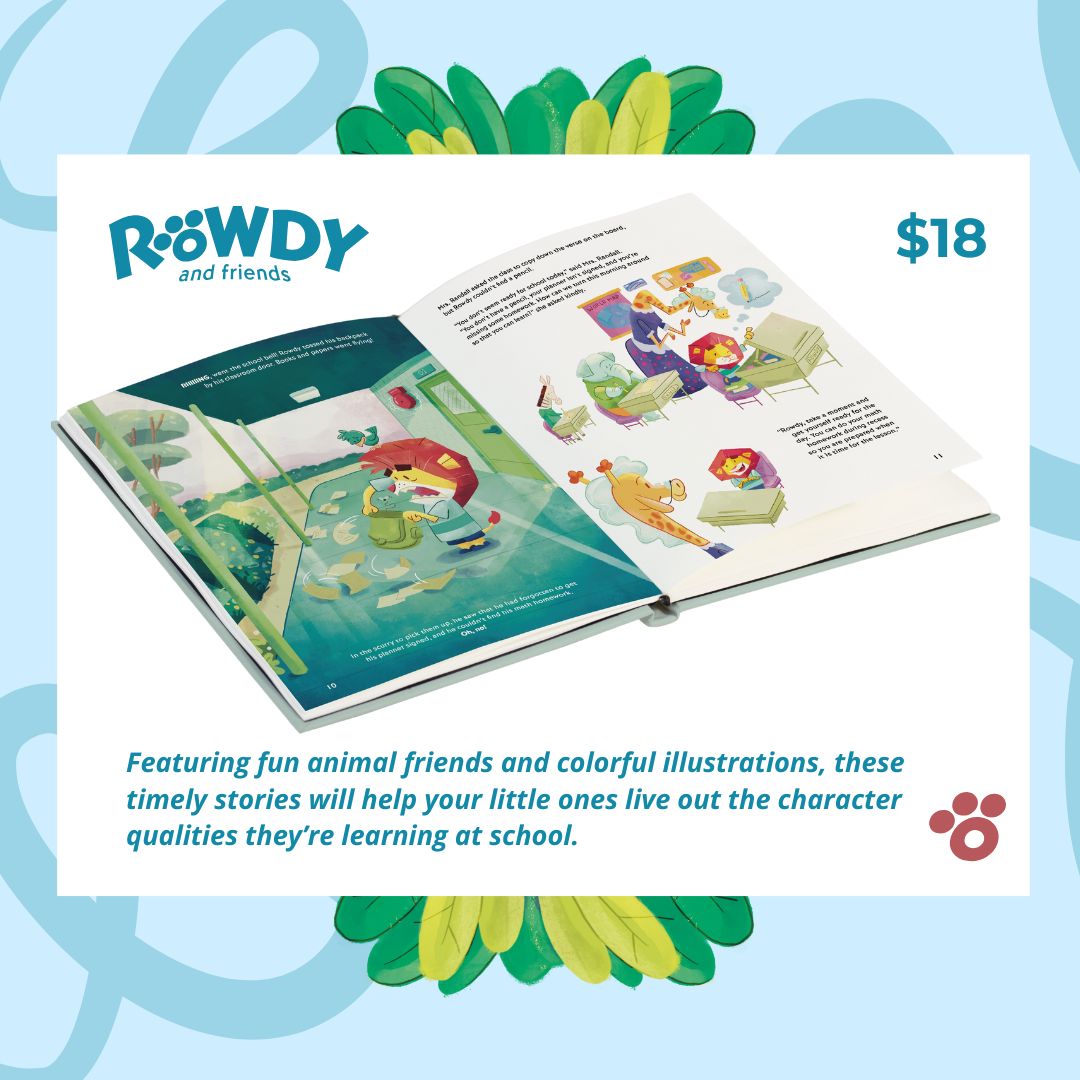 ROWDY
and friends
$18
RIIIIIING, went the school bell! Rowdy tossed his backpack
by his classroom door. Books and papers went flying!
In the scurry to pick them up, he saw that he had forgotten to get
his planner signed, and he couldn't find his math homework.
Oh, no!
10
Mrs. Randall asked the class to copy down the verse on the board,
but Rowdy couldn't find a pencil.
"You don't seem ready for school today," said Mrs. Randall.
"You don't have a pencil, your planner isn't signed, and you're
missing some homework. How can we turn this morning around
so that you can learn?" she asked kindly.
WORLD MAP
"Rowdy, take a moment and
get yourself ready for the
day. You can do your math
homework during recess
so you are prepared when
it is time for the lesson."
11
Featuring fun animal friends and colorful illustrations, these
timely stories will help your little ones live out the character
qualities they're learning at school.